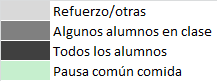 Refuerzo/otras
Algunos alumnos en clase
Todos los alumnos
Pausa común comida